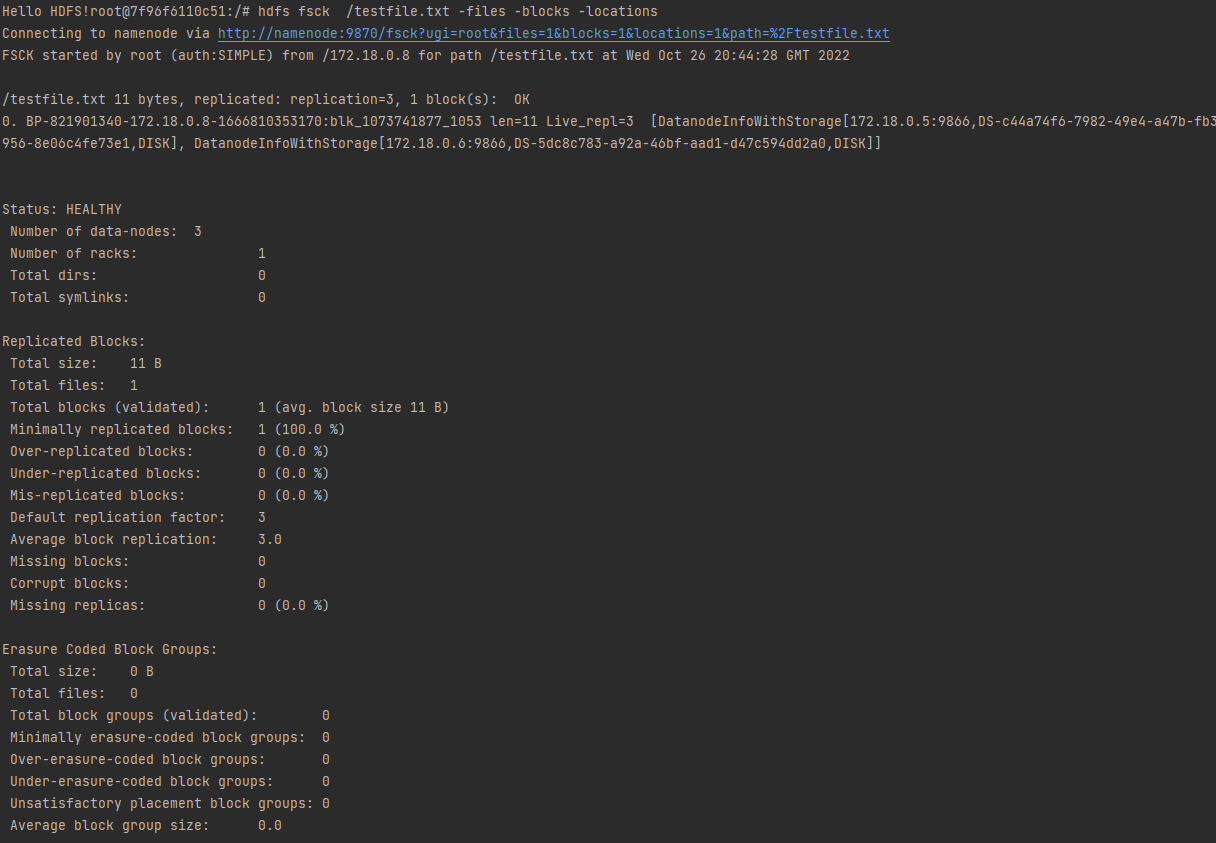 Hello HDFS!root@7f96f6110c51:/# hdfs fsck  /testfile.txt -files -blocks -locations
Connecting to namenode via http://namenode:9870/fsck?ugi=root&files=1&blocks=1&locations=1&path=%2Ftestfile.txt
FSCK started by root (auth:SIMPLE) from /172.18.0.8 for path /testfile.txt at Wed Oct 26 20:44:28 GMT 2022
/testfile.txt 11 bytes, replicated: replication=3, 1 block(s):  OK
0. BP-821901340-172.18.0.8-1666810353170:blk_1073741877_1053 len=11 Live_repl=3  [DatanodeInfoWithStorage[172.18.0.5:9866,DS-c44a74f6-7982-49e4-a47b-fb3
956-8e06c4fe73e1,DISK], DatanodeInfoWithStorage[172.18.0.6:9866,DS-5dc8c783-a92a-46bf-aad1-d47c594dd2a0,DISK]]
Status: HEALTHY
Number of data-nodes:  3
Number of racks:  1
Total dirs:  0
Total symlinks:  0
Replicated Blocks:
Total size:  11 B
Total files:  1
Total blocks (validated):  1 (avg. block size 11 B)
Minimally replicated blocks:  1 (100.0 %)
Over-replicated blocks:  0 (0.0 %)
Under-replicated blocks:  0 (0.0 %)
Mis-replicated blocks:  0 (0.0 %)
Default replication factor:  3
Average block replication:  3.0
Missing blocks:  0
Corrupt blocks:  0
Missing replicas:  0 (0.0 %)
Erasure Coded Block Groups:
Total size:  0 B
Total files:  0
Total block groups (validated):  0
Minimally erasure-coded block groups:  0
Over-erasure-coded block groups:  0
Under-erasure-coded block groups:  0
Unsatisfactory placement block groups: 0
Average block group size:  0.0